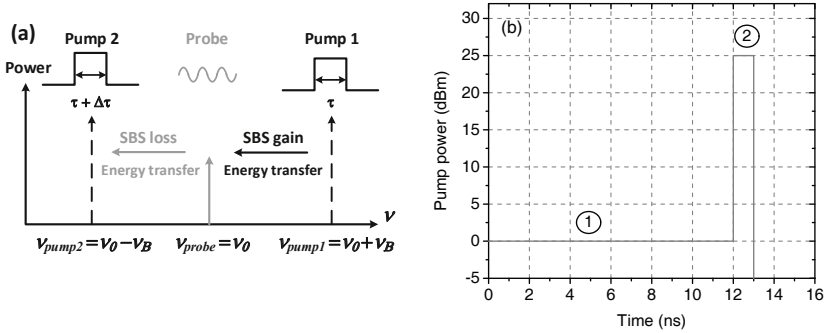 (a)
Pump 2 Probe Pump 1
Power
τ + Δτ τ
SBS loss SBS gain
Energy transfer Energy transfer
ν
νpump2=ν0−νB νprobe=ν0 νpump1=ν0+νB
(b)
30
25
20
15
10
5
0
-5
Pump power (dBm)
1
2
0 2 4 6 8 10 12 14 16
Time (ns)